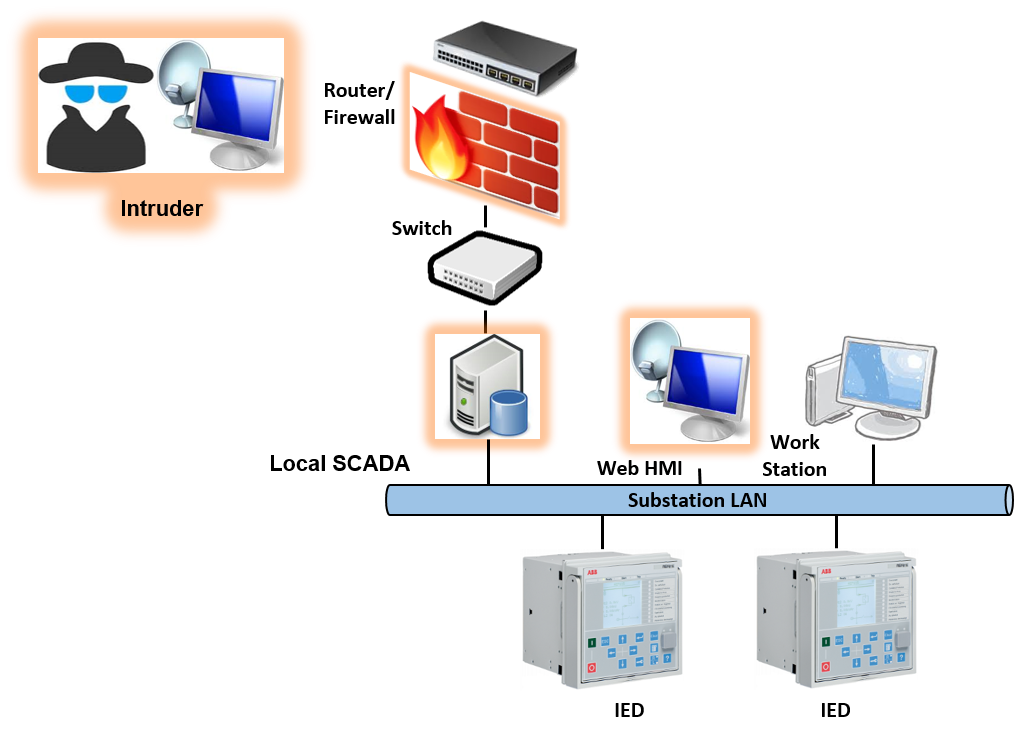 Router/
Firewall
Intruder
Switch
Local SCADA
Web HMI
Work
Station
Substation LAN
ABB
ABB
IED
IED